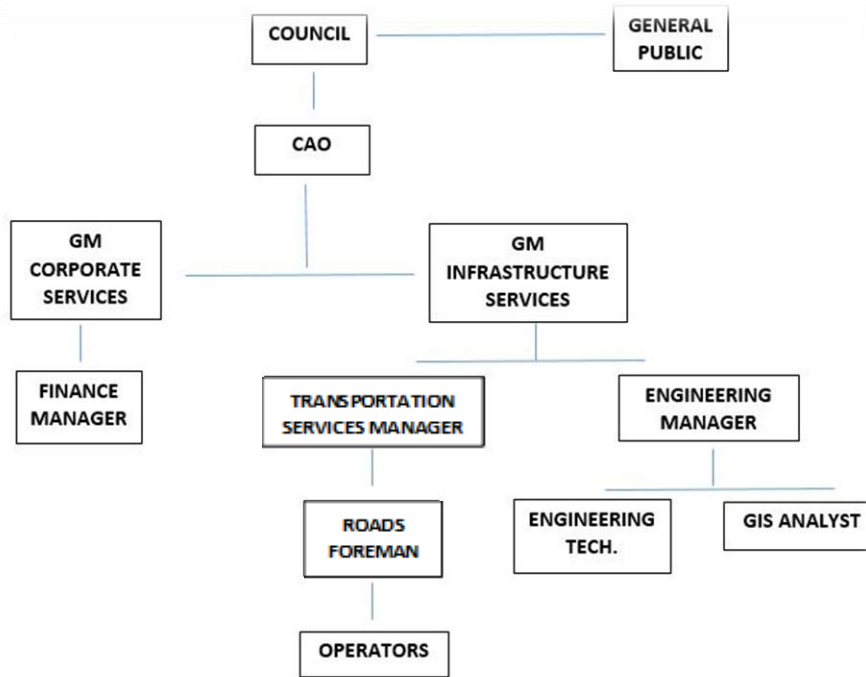 COUNCIL
GENERAL
PUBLIC
CAO
GM
CORPORATE
SERVICES
GM
INFRASTRUCTURE
SERVICES
FINANCE
MANAGER
TRANSPORTATION
SERVICES MANAGER
ENGINEERING
MANAGER
ROADS
FOREMAN
ENGINEERING
TECH.
GIS ANALYST
OPERATORS